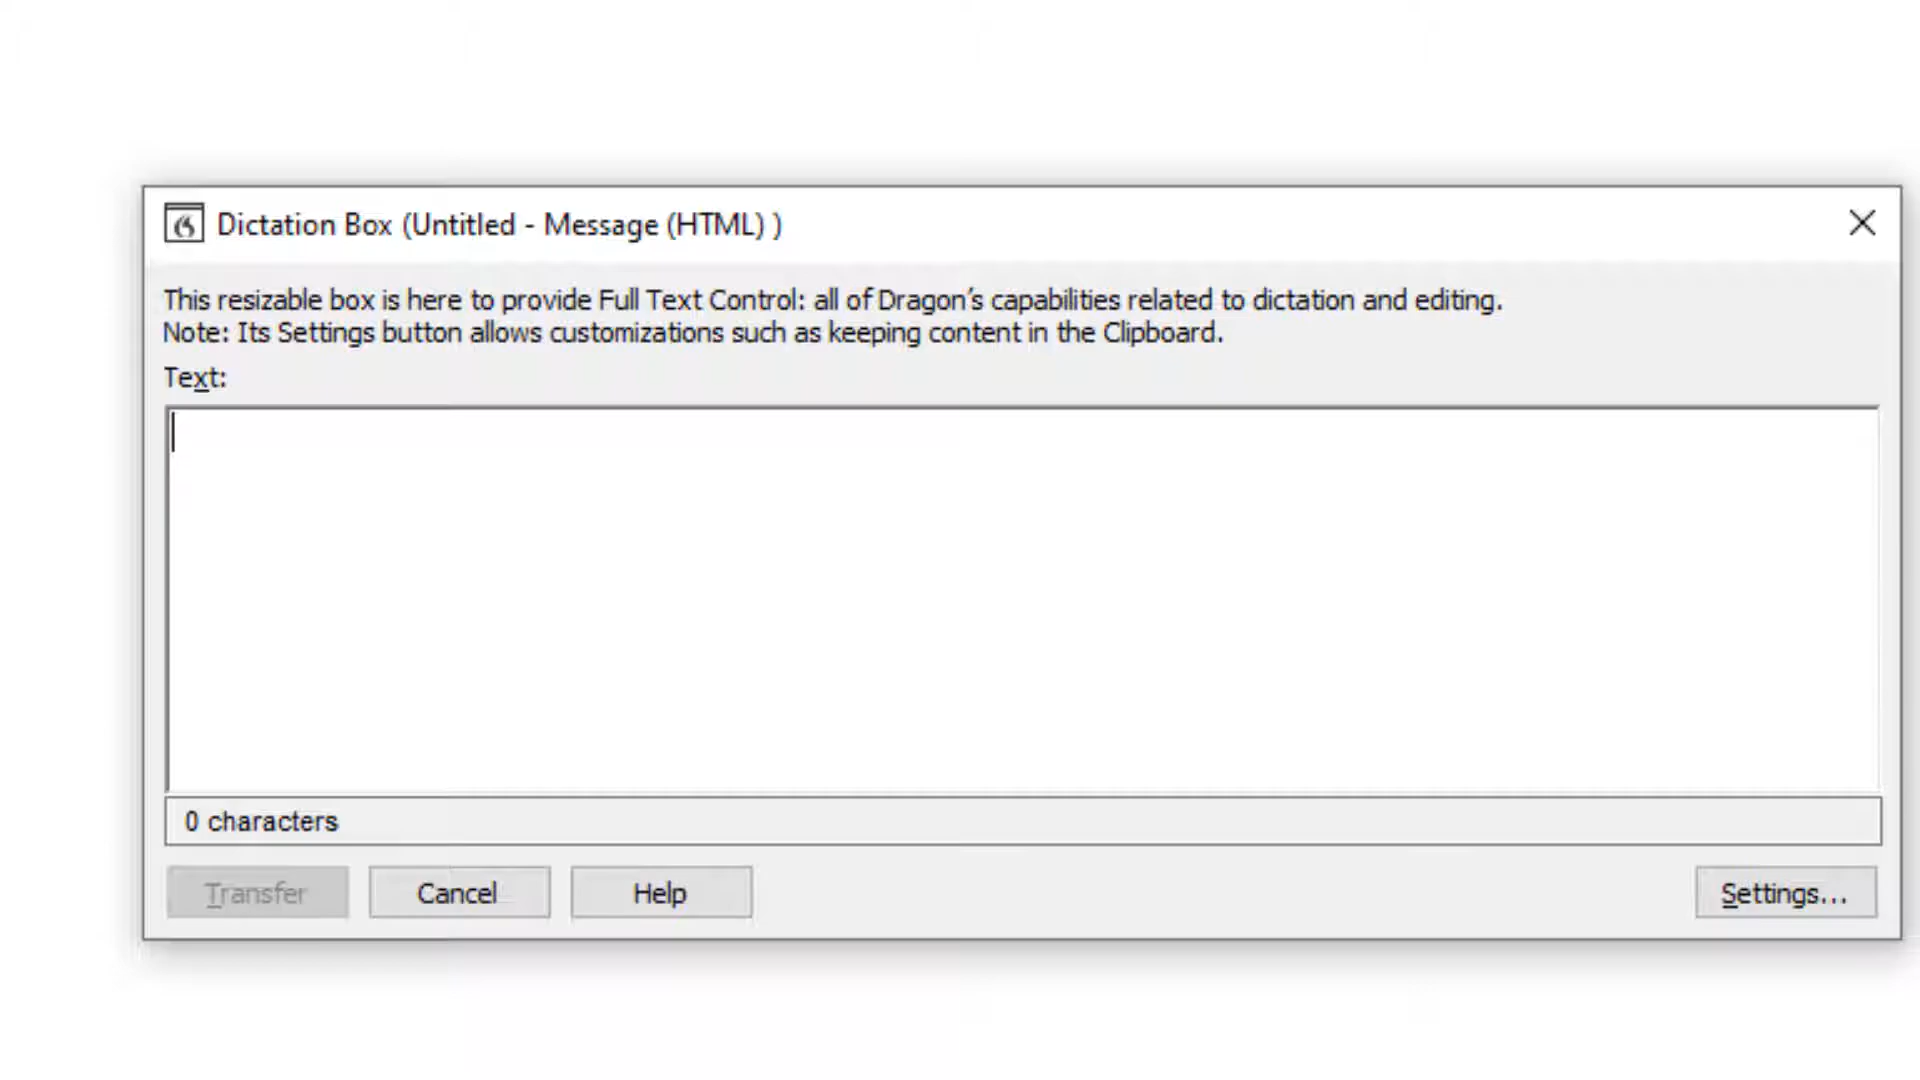 Dictation Box (Untitled - Message (HTML) )
This resizable box is here to provide Full Text Control: all of Dragon's capabilities related to dictation and editing.
Note: Its Settings button allows customizations such as keeping content in the Clipboard.
Text:
0 characters
Transfer Cancel Help Settings...